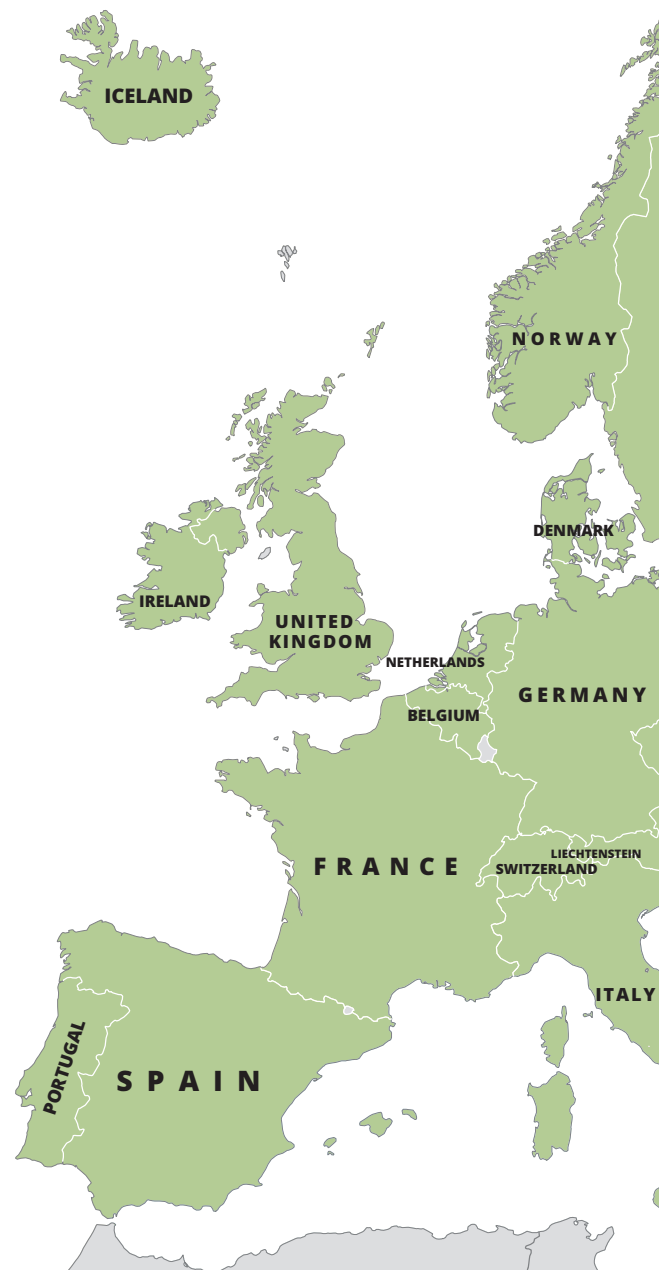 ICELAND
NORWAY
DENMARK
IRELAND
UNITED
KINGDOM
NETHERLANDS
GERMANY
BELGIUM
LIECHTENSTEIN
FRANCE
SWITZERLAND
ITALY
PORTUGAL
SPAIN